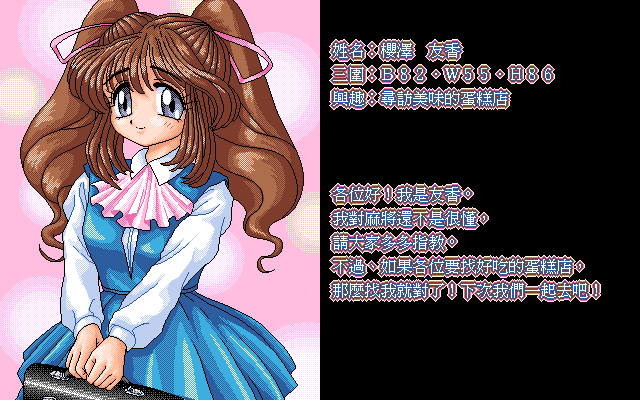 姓名：櫻澤　友香
三圍：B82・W55・H86
興趣：尋訪美味的蛋糕店
各位好！我是友香。
我對麻將還不是很懂。
請大家多多指教。
不過、如果各位要找好吃的蛋糕店。
那麼找我就對了！下次我們一起去吧！